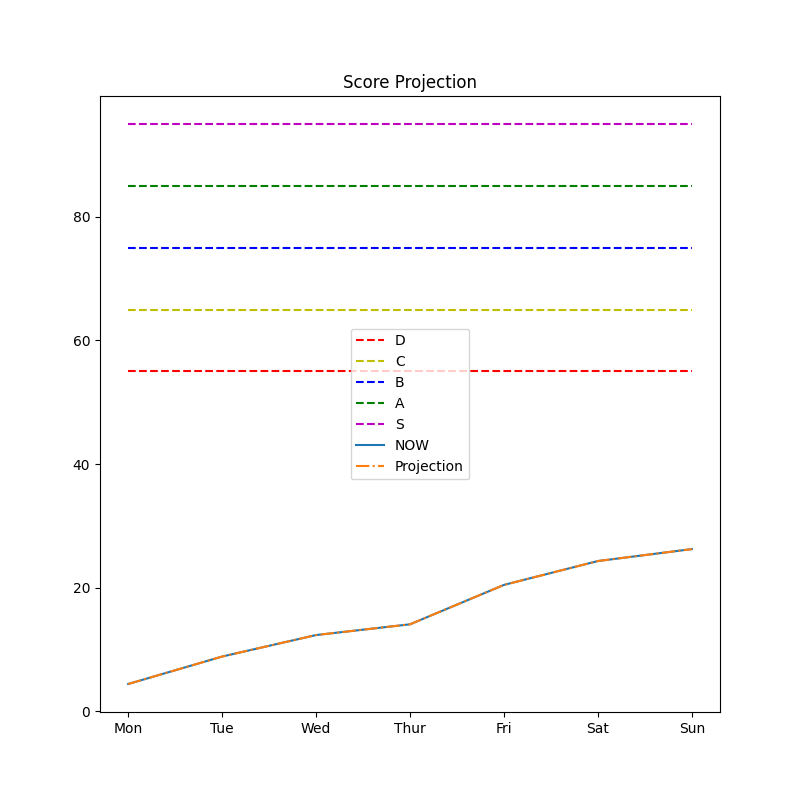 Score Projection
80
60
40
20
0
D
C
B
A
S
NOW
Projection
Mon Tue Wed Thur Fri Sat Sun